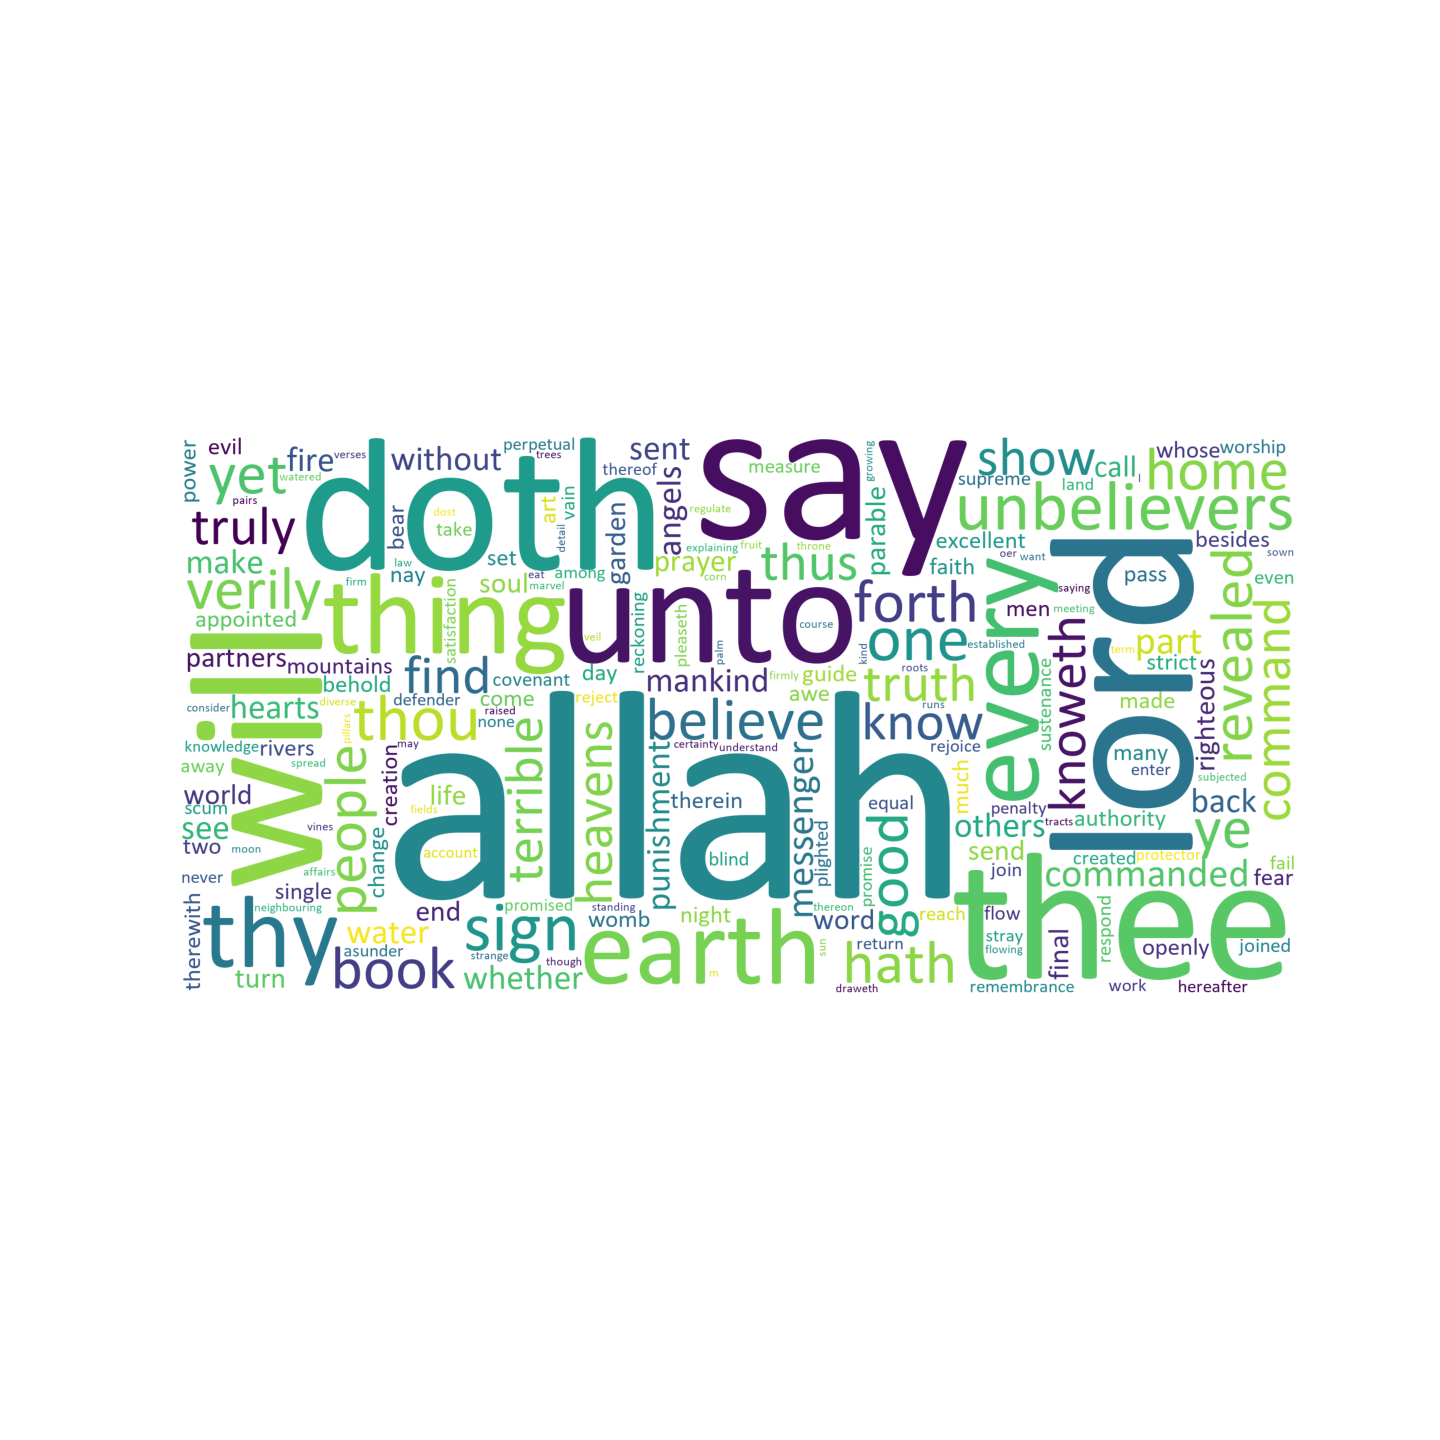 power
evil
yet
fire
verses
watered
pairs
truly
doth
without
bear
perpetual
trees
thereof
sent
say
measure
growing
show
call
land
I
whose
worship
home
supreme
unbelievers
make
law
nay
set
dost
take
art
vain
detail
garden
angels
regulate
parable
excellent
besides
oer
want
sown
verily
firm
thing
soul
eat
among
marvel
prayer
explaining
fruit
corn
throne
thus
faith
every
lord
pass
even
appointed
satisfaction
unto
reckoning
pleaseth
veil
palm
course
forth
one
kind
men
saying
meeting
established
revealed
command
will
partners
mountains
behold
find
covenant
day
mankind
firmly
guide
roots
truth
knoweth
term
part
strict
righteous
consider
hearts
diverse
pillars
thou
defender
come
none
raised
reject
believe
awe
know
runs
rejoice
sustenance
made
knowledge
rivers
spread
may
allah
certainty
understand
many
enter
subjected
away
world
scum
people
creation
life
fields
terrible
heavens
punishment
therein
messenger
equal
much
penalty
tracts
authority
back
see
two
vines
moon
change
account
blind
plighted
promise
good
others
ye
never
affairs
single
send
join
created
protector
commanded
fail
fear
neighbouring
thy
end
promised
standing
womb
night
word
thereon
reach
flow
thee
therewith
turn
water
asunder
book
sign
strange
whether
though
earth
m
sun
return
hath
draweth
stray
flowing
remembrance
final
respond
openly
joined
work
hereafter